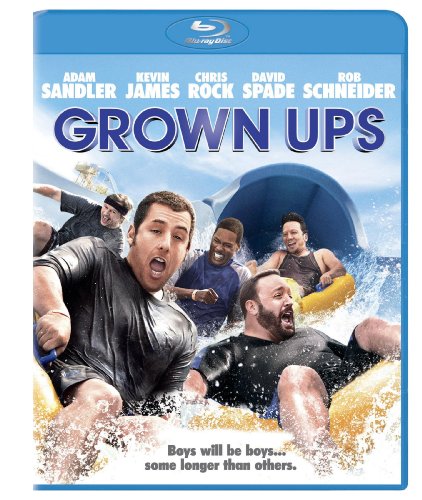 Blu-ray Disc
ADAM SANDLER KEVIN JAMES CHRIS ROCK DAVID SPADE ROB SCHNEIDER
GROWN UPS
Boys will be boys...
some longer than others.